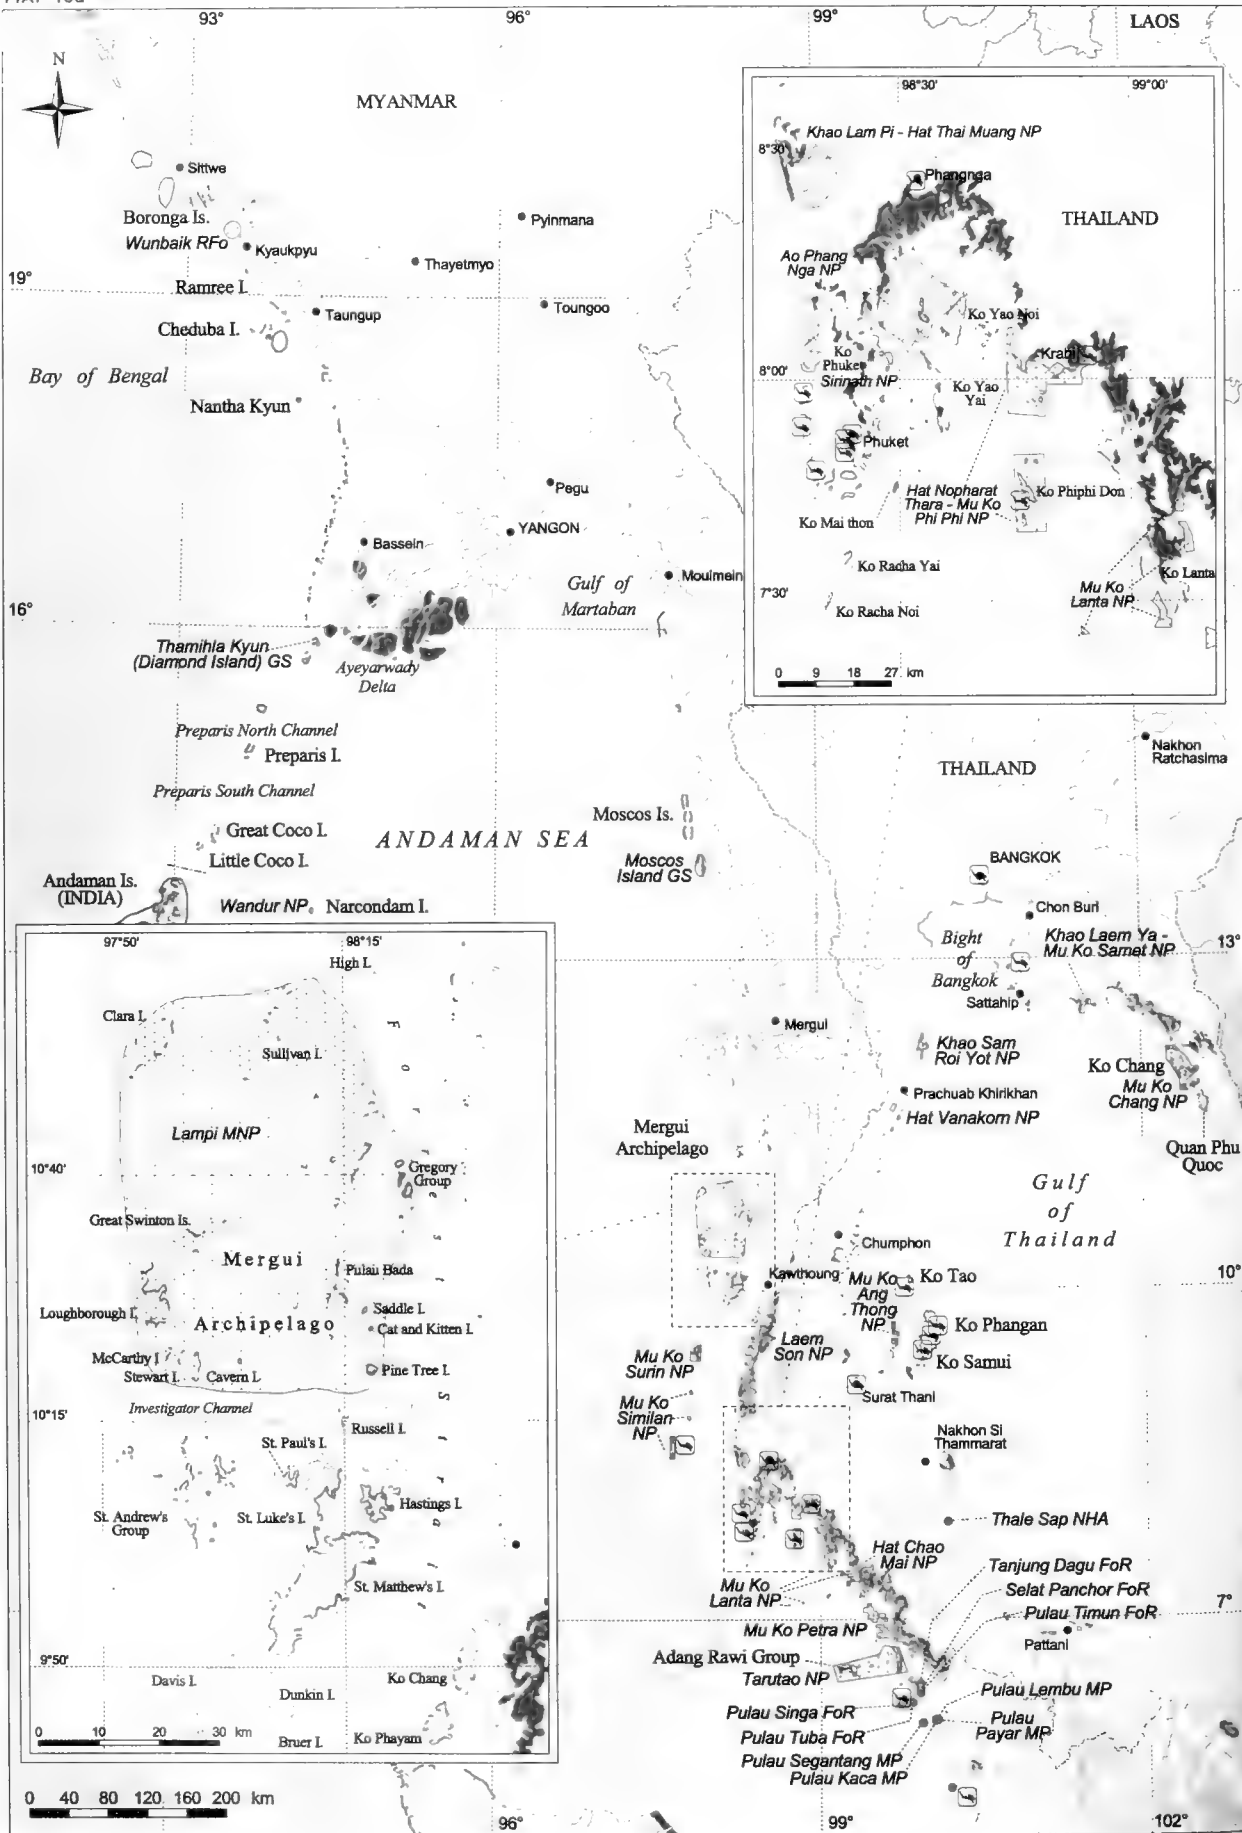 93°
96°
99°
LAOS
N
MYANMAR
Sittwe
Boronga Is.
Wunbaik RFo
Kyaukpyu
Pyinmana
Thayetmyo
19°
Ramree I.
Taungup
Toungoo
Cheduba I.
Bay of Bengal
Nantha Kyun
Pegu
YANGON
Bassein
Moulmein
Gulf of
Martaban
16°
Thamihla Kyun
(Diamond Island) GS
Ayeyarwady
Delta
Preparis North Channel
Preparis I.
Preparis South Channel
Great Coco I.
Little Coco I.
ANDAMAN SEA
Moscos Is.
Moscos
Island GS
Andaman Is.
(INDIA)
Wandur NP
Narcondam I.
98°30'
99°00'
Khao Lam Pi - Hat Thai Muang NP
8°30'
Phangnga
THAILAND
Ao Phang
Nga NP
Ko Yao Noi
Krabi
Ko
Phuket
Sirinath NP
8°00'
Ko Yao
Yai
Phuket
Hat Nopharat
Thara - Mu Ko
Phi Phi NP
Ko Phiphi Don
Ko Mai thon
Ko Racha Yai
Mu Ko
Lanta NP
Ko Lanta
7°30'
Ko Racha Noi
0 9 18 27 km
THAILAND
Nakhon
Ratchasima
BANGKOK
Chon Buri
Bight
of
Bangkok
Khao Laem Ya -
Mu Ko Samet NP
13°
Sattahip
Mergui
Khao Sam
Roi Yot NP
Ko Chang
Mu Ko
Chang NP
Prachuab Khirikhan
Hat Vanakorn NP
Quan Phu
Quoc
Mergui
Archipelago
Gulf
of
Thailand
Chumphon
Kawthoung
Mu Ko
Ang
Thong
NP
Ko Tao
10°
Ko Phangan
Laem
Son NP
Ko Samui
Mu Ko
Surin NP
Surat Thani
Mu Ko
Similan
NP
Nakhon Si
Thammarat
Thale Sap NHA
Hat Chao
Mai NP
Tanjung Dagu FoR
Selat Panchor FoR
Pulau Timun FoR
7°
Mu Ko
Lanta NP
Mu Ko Petra NP
Pattani
Adang Rawi Group
Tarutao NP
Pulau Lembu MP
Pulau Singa FoR
Pulau
Payar MP
Pulau Tuba FoR
Pulau Segantang MP
Pulau Kaca MP
97°50'
98°15'
High I.
Clara I.
Sullivan I.
Lampi MNP
10°40'
Gregory
Group
Great Swinton Is.
Mergui
Archipelago
Pulau Bada
Loughborough I.
Saddle I.
Cat and Kitten I.
McCarthy I
Stewart I.
Cavern I.
Pine Tree I.
Investigator Channel
10°15'
Russell I.
St. Paul's I.
St. Andrew's
Group
St. Luke's I.
Hastings I.
St. Matthew's I.
9°50'
Davis I.
Dunkin I.
Ko Chang
Bruer I.
Ko Phayam
0 10 20 30 km
0 40 80 120 160 200 km
96°
99°
102°